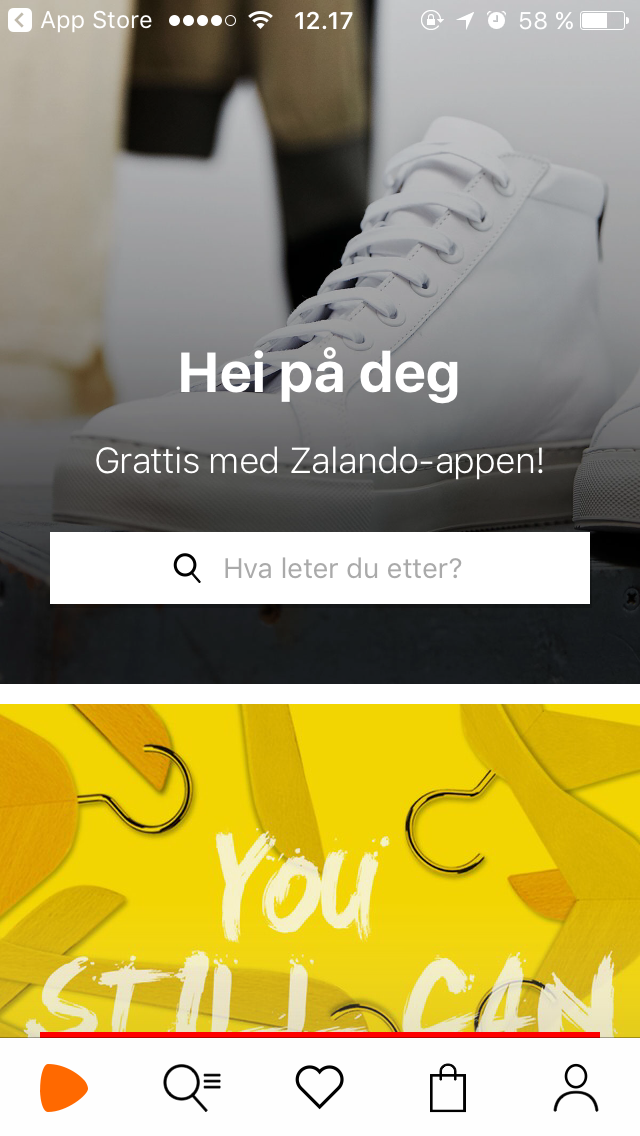 App Store 12.17 58 %
Hei på deg
Grattis med Zalando-appen!
Hva leter du etter?
YOU
STILL CAN